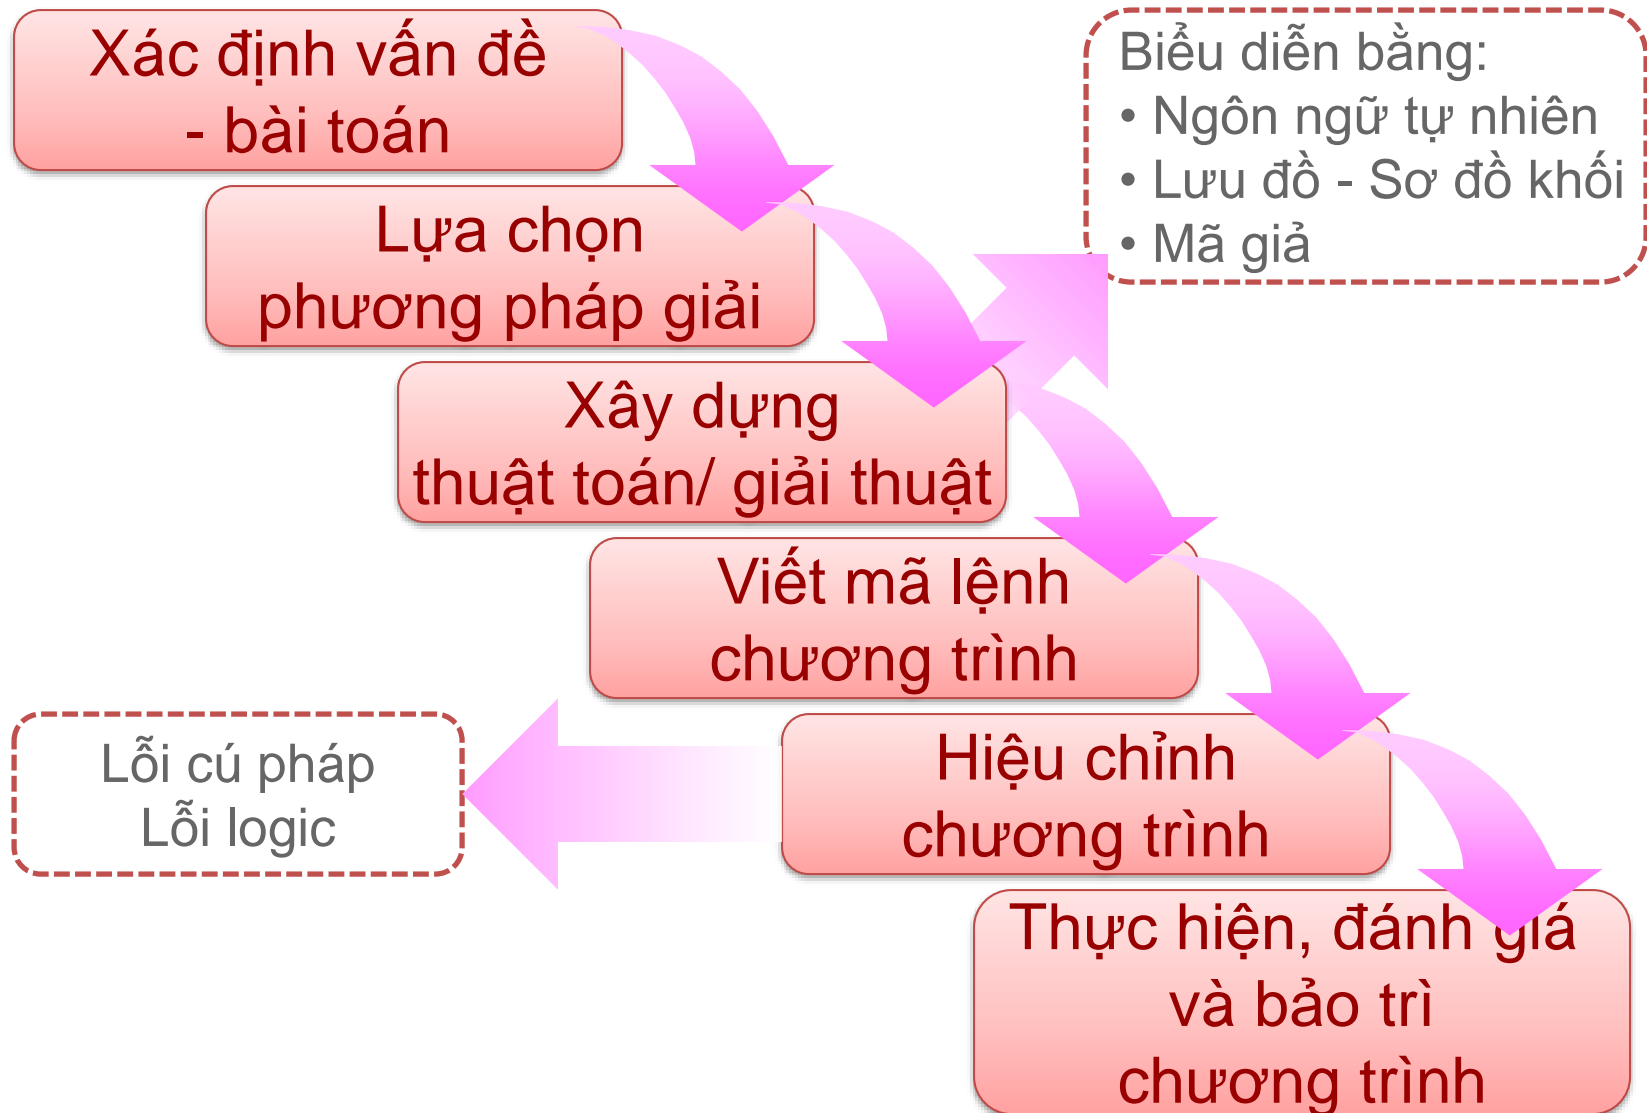 Xác định vấn đề
- bài toán
Biểu diễn bằng:
• Ngôn ngữ tự nhiên
• Lưu đồ - Sơ đồ khối
• Mã giả
Lựa chọn
phương pháp giải
Xây dựng
thuật toán/ giải thuật
Viết mã lệnh
chương trình
Hiệu chỉnh
chương trình
Lỗi cú pháp
Lỗi logic
Thực hiện, đánh giá
và bảo trì
chương trình